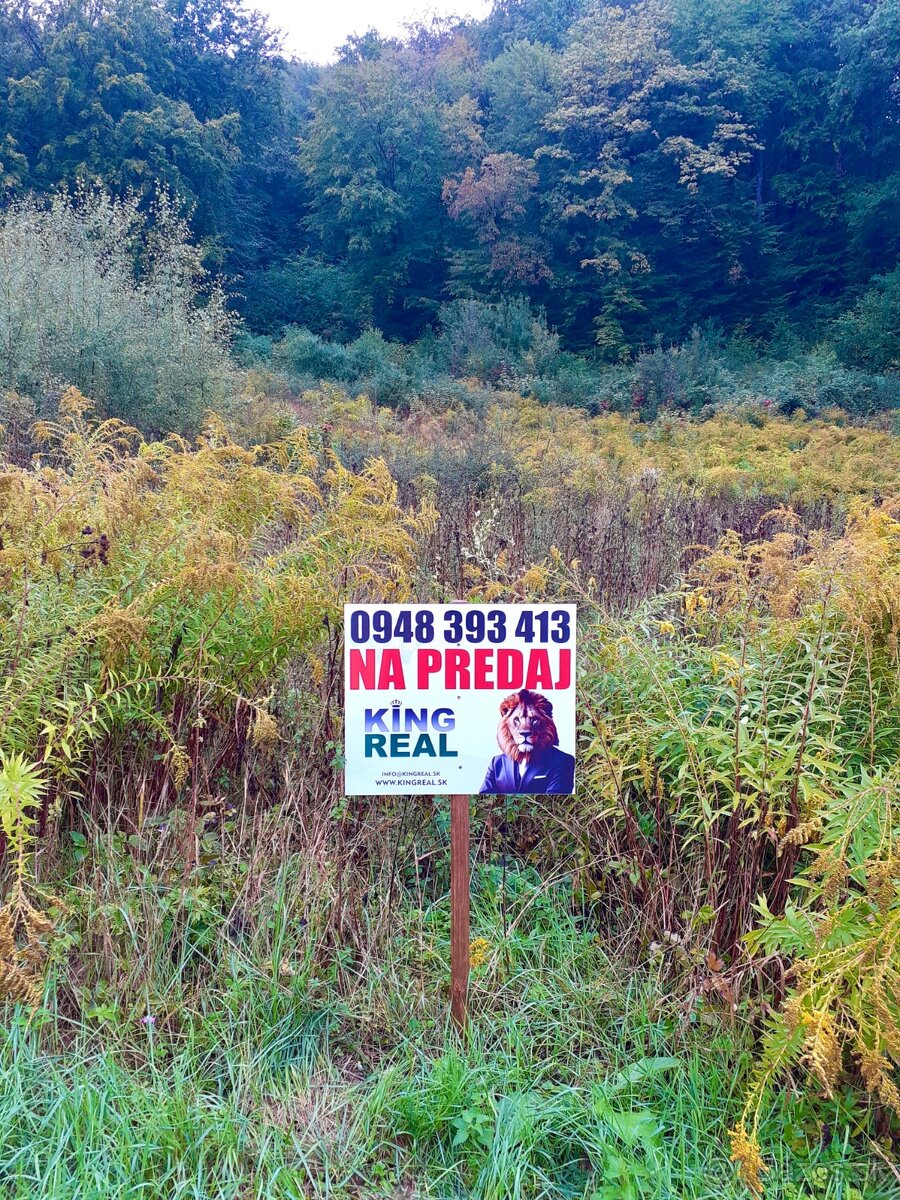 0948 393 413
NA PREDAJ
KING
REAL
INFO@KINGREAL.SK
WWW.KINGREAL.SK